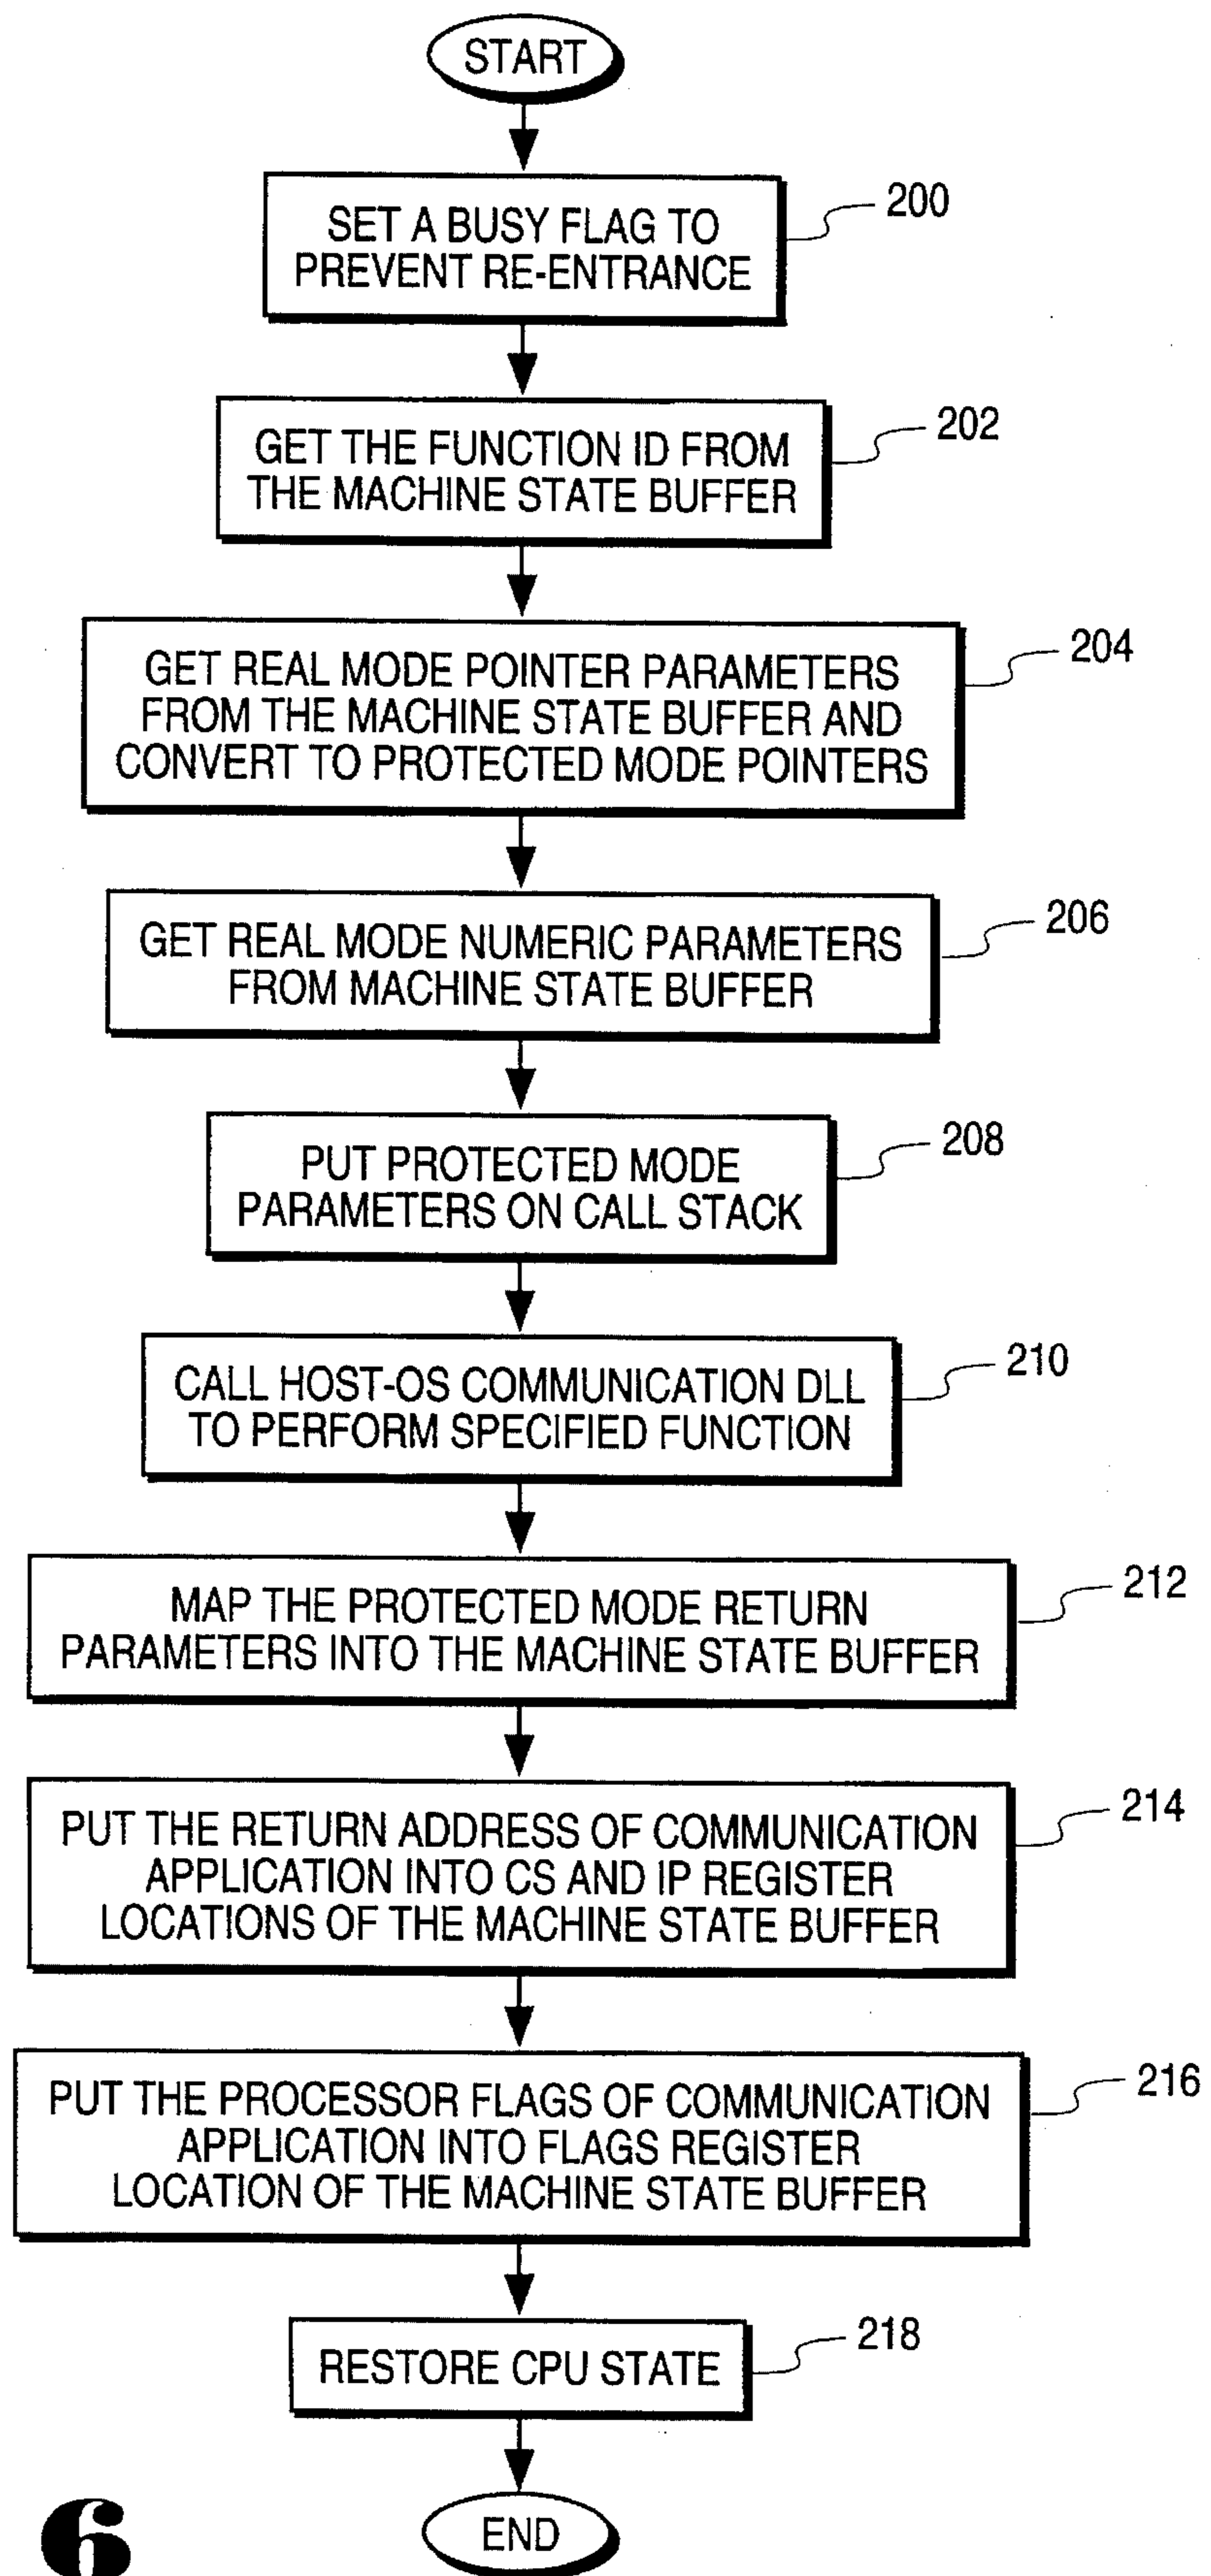 START
SET A BUSY FLAG TO
PREVENT RE-ENTRANCE
200
GET THE FUNCTION ID FROM
THE MACHINE STATE BUFFER
202
GET REAL MODE POINTER PARAMETERS
FROM THE MACHINE STATE BUFFER AND
CONVERT TO PROTECTED MODE POINTERS
204
GET REAL MODE NUMERIC PARAMETERS
FROM MACHINE STATE BUFFER
206
PUT PROTECTED MODE
PARAMETERS ON CALL STACK
208
CALL HOST-OS COMMUNICATION DLL
TO PERFORM SPECIFIED FUNCTION
210
MAP THE PROTECTED MODE RETURN
PARAMETERS INTO THE MACHINE STATE BUFFER
212
PUT THE RETURN ADDRESS OF COMMUNICATION
APPLICATION INTO CS AND IP REGISTER
LOCATIONS OF THE MACHINE STATE BUFFER
214
PUT THE PROCESSOR FLAGS OF COMMUNICATION
APPLICATION INTO FLAGS REGISTER
LOCATION OF THE MACHINE STATE BUFFER
216
RESTORE CPU STATE
218
END
6